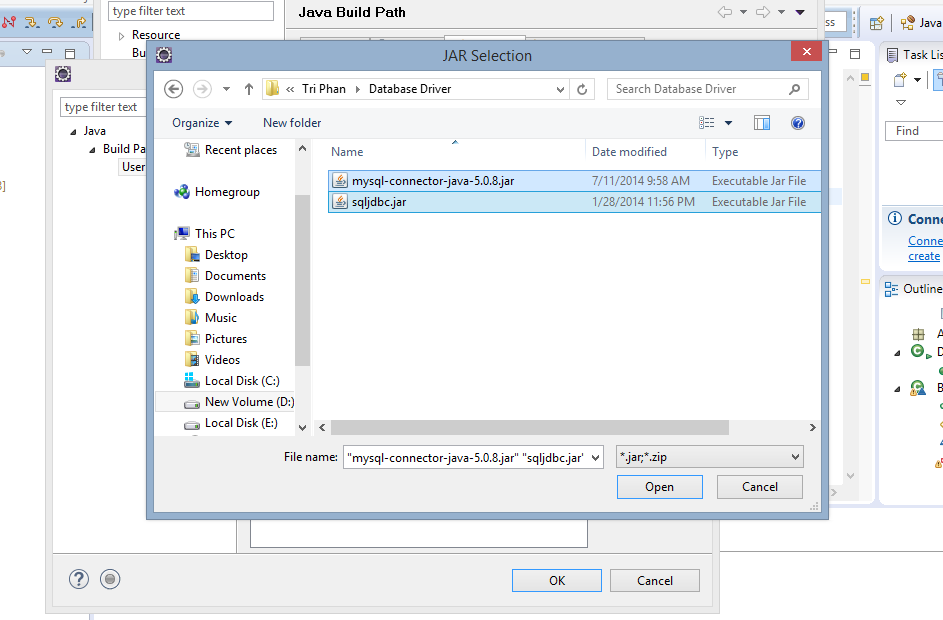 type filter text
Java Build Path
Resource
Bu
ss
Java
JAR Selection
Task Lis
type filter text
Java
Build Pa
User
« Tri Phan Database Driver
Search Database Driver
Organize
New folder
Find
Recent places
Homegroup
This PC
Desktop
Documents
Downloads
Music
Pictures
Videos
Local Disk (C:)
New Volume (D:)
Local Disk (E:)
Name Date modified Type
mysql-connector-java-5.0.8.jar 7/11/2014 9:58 AM Executable Jar File
sqljdbc.jar 1/28/2014 11:56 PM Executable Jar File
Conne
Conne
create
Outline
D
B
File name: "mysql-connector-java-5.0.8.jar" "sqljdbc.jar' *.jar;*.zip
Open Cancel
OK Cancel